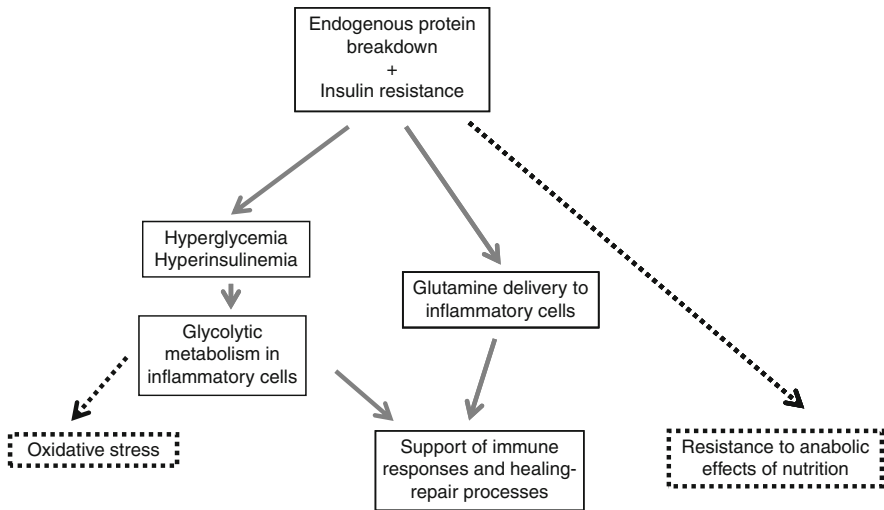 Endogenous protein
breakdown
+
Insulin resistance
Hyperglycemia
Hyperinsulinemia
Glutamine delivery to
inflammatory cells
Glycolytic
metabolism in
inflammatory cells
Oxidative stress
Support of immune
responses and healing-
repair processes
Resistance to anabolic
effects of nutrition